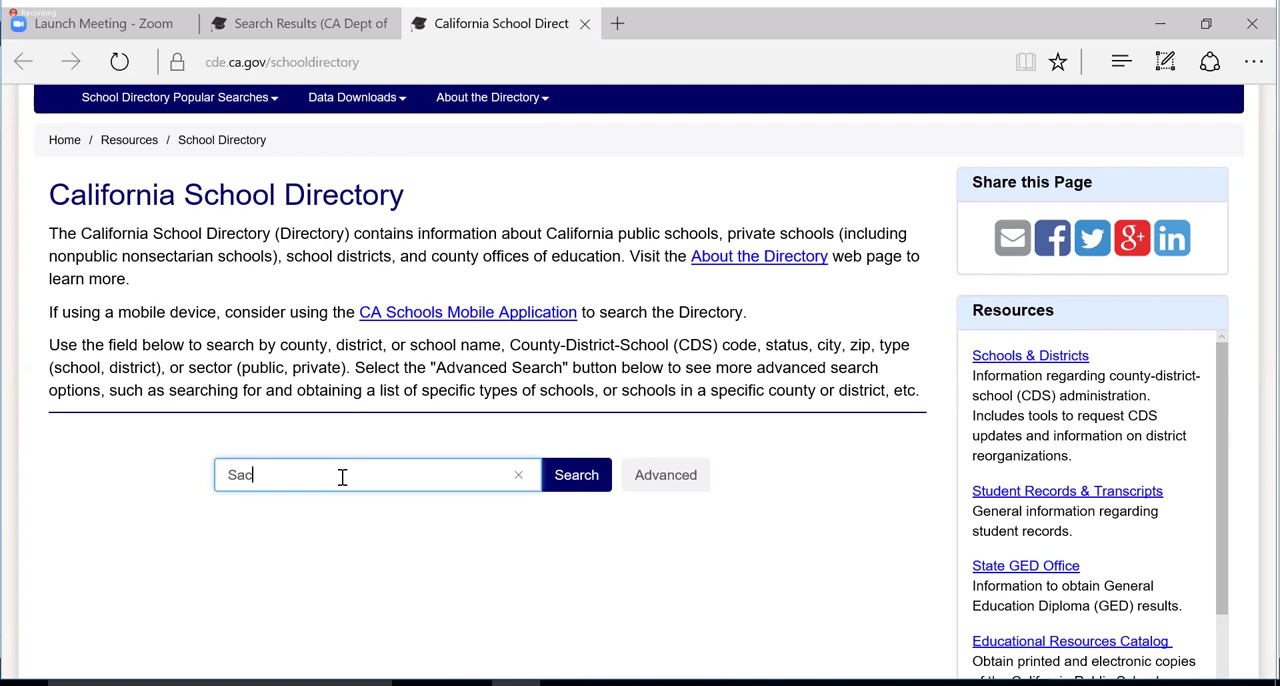 Recording
Launch Meeting - Zoom
Search Results (CA Dept of
California School Direct
cde.ca.gov/schooldirectory
School Directory Popular Searches
Data Downloads
About the Directory
Home / Resources / School Directory
California School Directory
The California School Directory (Directory) contains information about California public schools, private schools (including
nonpublic nonsectarian schools), school districts, and county offices of education. Visit the About the Directory web page to
learn more.
If using a mobile device, consider using the CA Schools Mobile Application to search the Directory.
Use the field below to search by county, district, or school name, County-District-School (CDS) code, status, city, zip, type
(school, district), or sector (public, private). Select the "Advanced Search" button below to see more advanced search
options, such as searching for and obtaining a list of specific types of schools, or schools in a specific county or district, etc.
Sac
Search
Advanced
Share this Page
Resources
Schools & Districts
Information regarding county-district-
school (CDS) administration.
Includes tools to request CDS
updates and information on district
reorganizations.
Student Records & Transcripts
General information regarding
student records.
State GED Office
Information to obtain General
Education Diploma (GED) results.
Educational Resources Catalog
Obtain printed and electronic copies